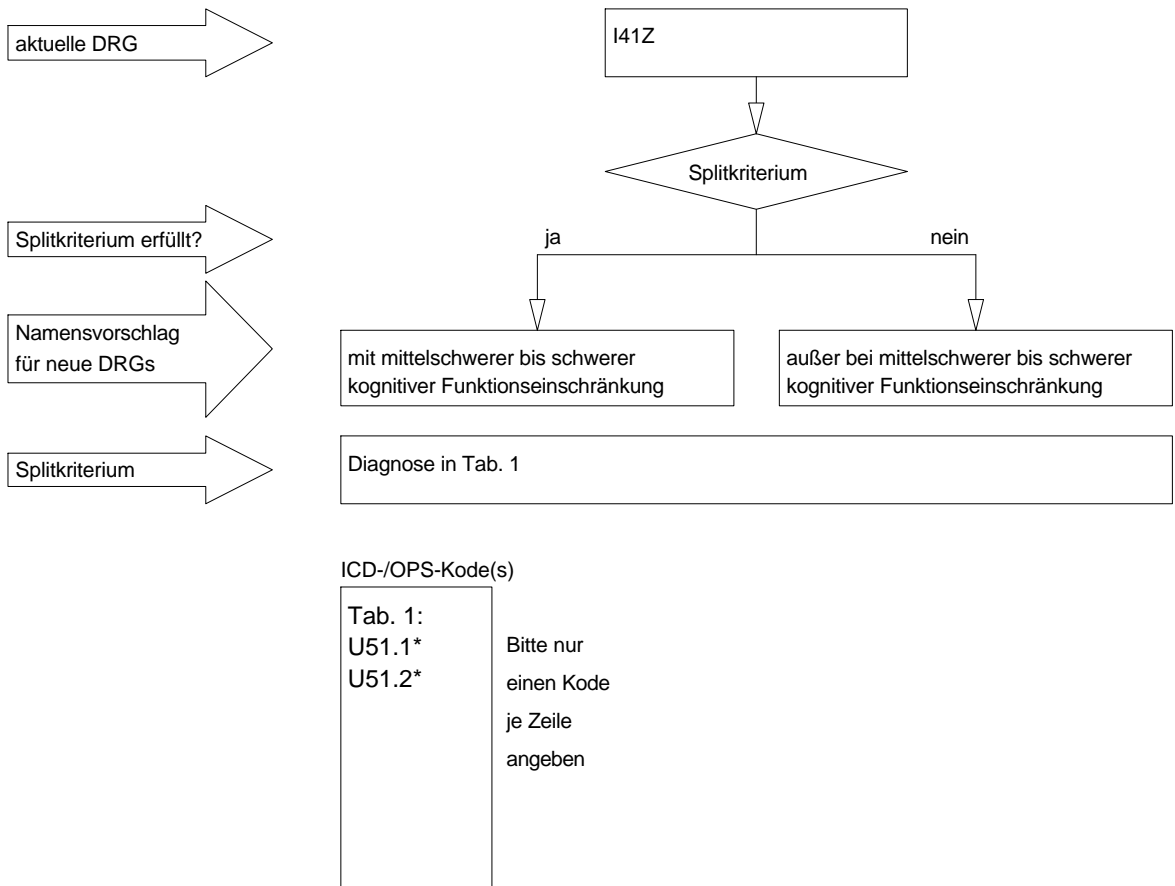 aktuelle DRG
I41Z
Splitkriterium
Splitkriterium erfüllt?
ja
nein
Namensvorschlag
für neue DRGs
mit mittelschwerer bis schwerer
kognitiver Funktionseinschränkung
außer bei mittelschwerer bis schwerer
kognitiver Funktionseinschränkung
Splitkriterium
Diagnose in Tab. 1
ICD-/OPS-Kode(s)
Tab. 1:
U51.1*
U51.2*
Bitte nur
einen Kode
je Zeile
angeben